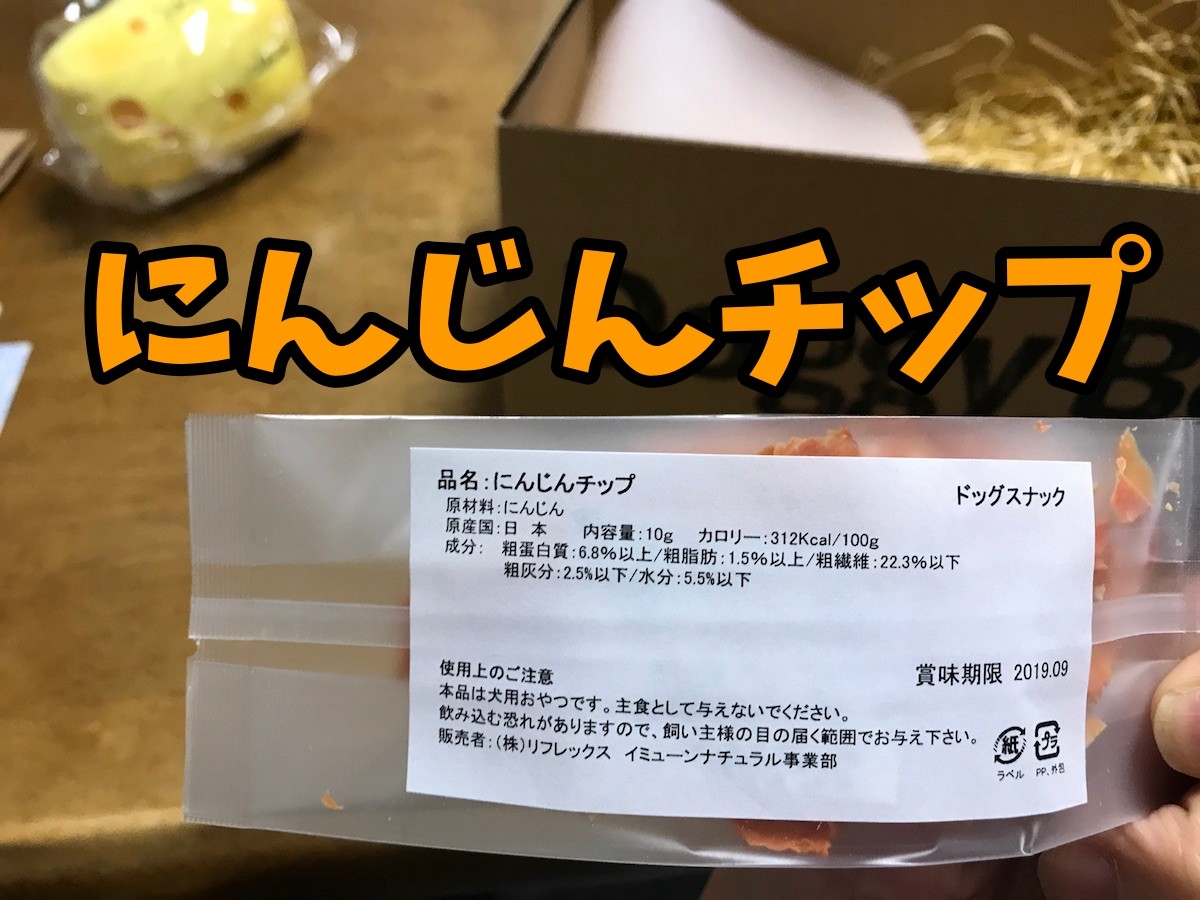 にんじんチップ
品名:にんじんチップ
ドッグスナック
原材料:にんじん
原産国:日 本 内容量:10g カロリー:312Kcal/100g
成分: 粗蛋白質:6.8%以上/粗脂肪:1.5%以上/粗繊維:22.3%以下
粗灰分:2.5%以下/水分:5.5%以下
使用上のご注意
賞味期限 2019.09
本品は犬用おやつです。主食として与えないでください。
飲み込む恐れがありますので、飼い主様の目の届く範囲でお与え下さい。
販売者:(株)リフレックス イミューンナチュラル事業部
紙
ラベル
プラ
PP、外包